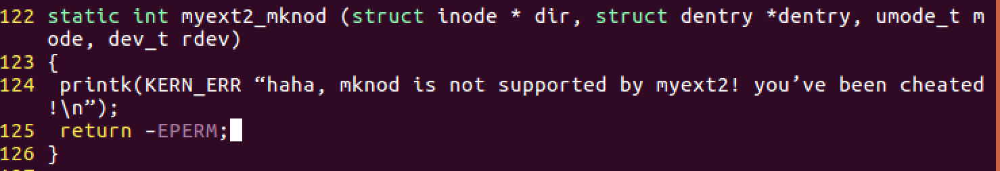 122 static int myext2_mknod (struct inode * dir, struct dentry *dentry, umode_t m
ode, dev_t rdev)
123 {
124  printk(KERN_ERR “haha, mknod is not supported by myext2! you’ve been cheated
!\n”);
125  return -EPERM;
126 }